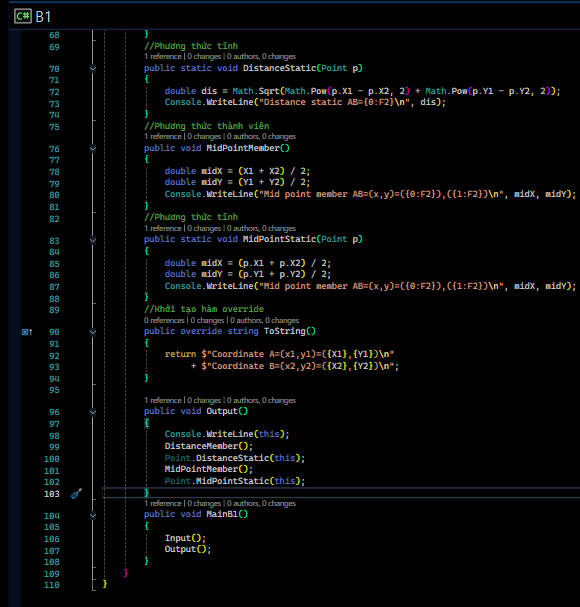 C# B1
68 }
69 //Phương thức tĩnh
1 reference | 0 changes | 0 authors, 0 changes
70 public static void DistanceStatic(Point p)
71 {
72 double dis = Math.Sqrt(Math.Pow(p.X1 - p.X2, 2) + Math.Pow(p.Y1 - p.Y2, 2));
73 Console.WriteLine("Distance static AB={0:F2}\n", dis);
74 }
75 //Phương thức thành viên
1 reference | 0 changes | 0 authors, 0 changes
76 public void MidPointMember()
77 {
78 double midX = (X1 + X2) / 2;
79 double midY = (Y1 + Y2) / 2;
80 Console.WriteLine("Mid point member AB=(x,y)=({0:F2}),({1:F2})\n", midX, midY);
81 }
82 //Phương thức tĩnh
1 reference | 0 changes | 0 authors, 0 changes
83 public static void MidPointStatic(Point p)
84 {
85 double midX = (p.X1 + p.X2) / 2;
86 double midY = (p.Y1 + p.Y2) / 2;
87 Console.WriteLine("Mid point member AB=(x,y)=({0:F2}),({1:F2})\n", midX, midY);
88 }
89 //Khởi tạo hàm override
0 references | 0 changes | 0 authors, 0 changes
90 public override string ToString()
91 {
92 return $"Coordinate A=(x1,y1)=({X1},{Y1})\n"
93 + $"Coordinate B=(x2,y2)=({X2},{Y2})\n";
94 }
95
1 reference | 0 changes | 0 authors, 0 changes
96 public void Output()
97 {
98 Console.WriteLine(this);
99 DistanceMember();
100 Point.DistanceStatic(this);
101 MidPointMember();
102 Point.MidPointStatic(this);
103 }
1 reference | 0 changes | 0 authors, 0 changes
104 public void MainB1()
105 {
106 Input();
107 Output();
108 }
109 }
110 }